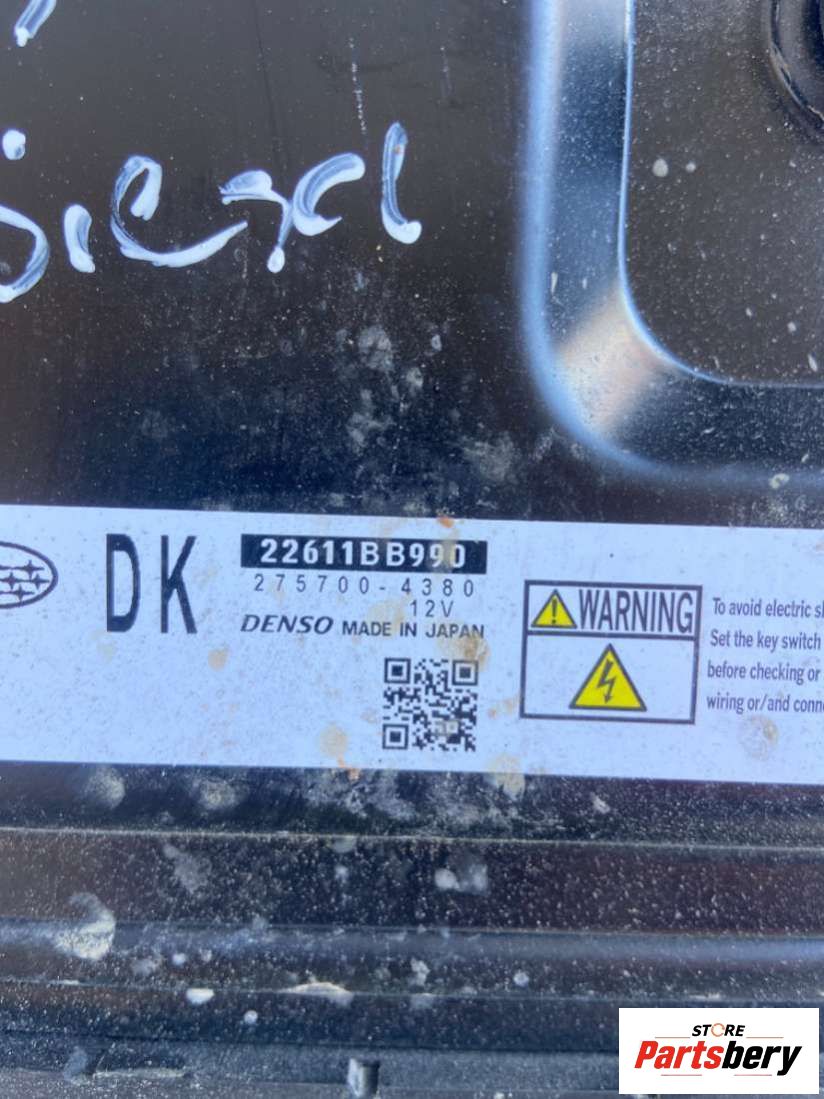 Diesel
DK
22611BB990
275700-4380
12V
DENSO MADE IN JAPAN
WARNING
To avoid electric
Set the key switch
before checking or
wiring or/and
STORE
Partsbery